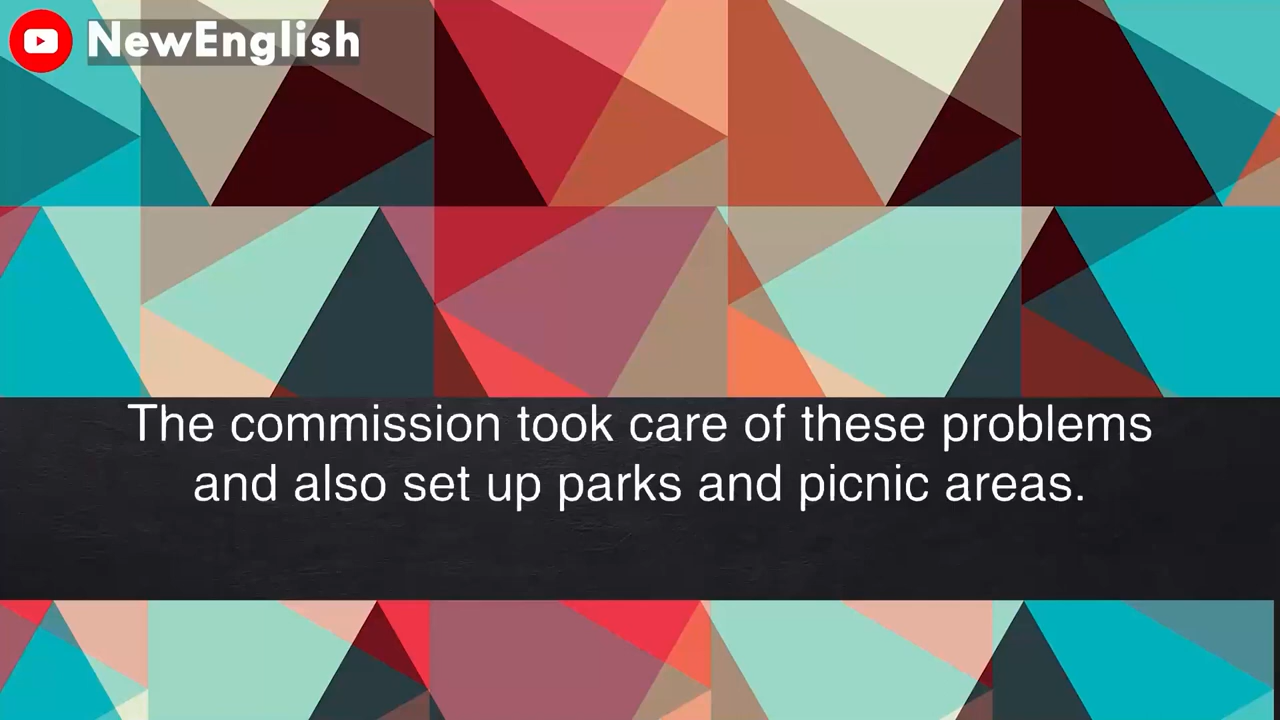 NewEnglish
The commission took care of these problems
and also set up parks and picnic areas.